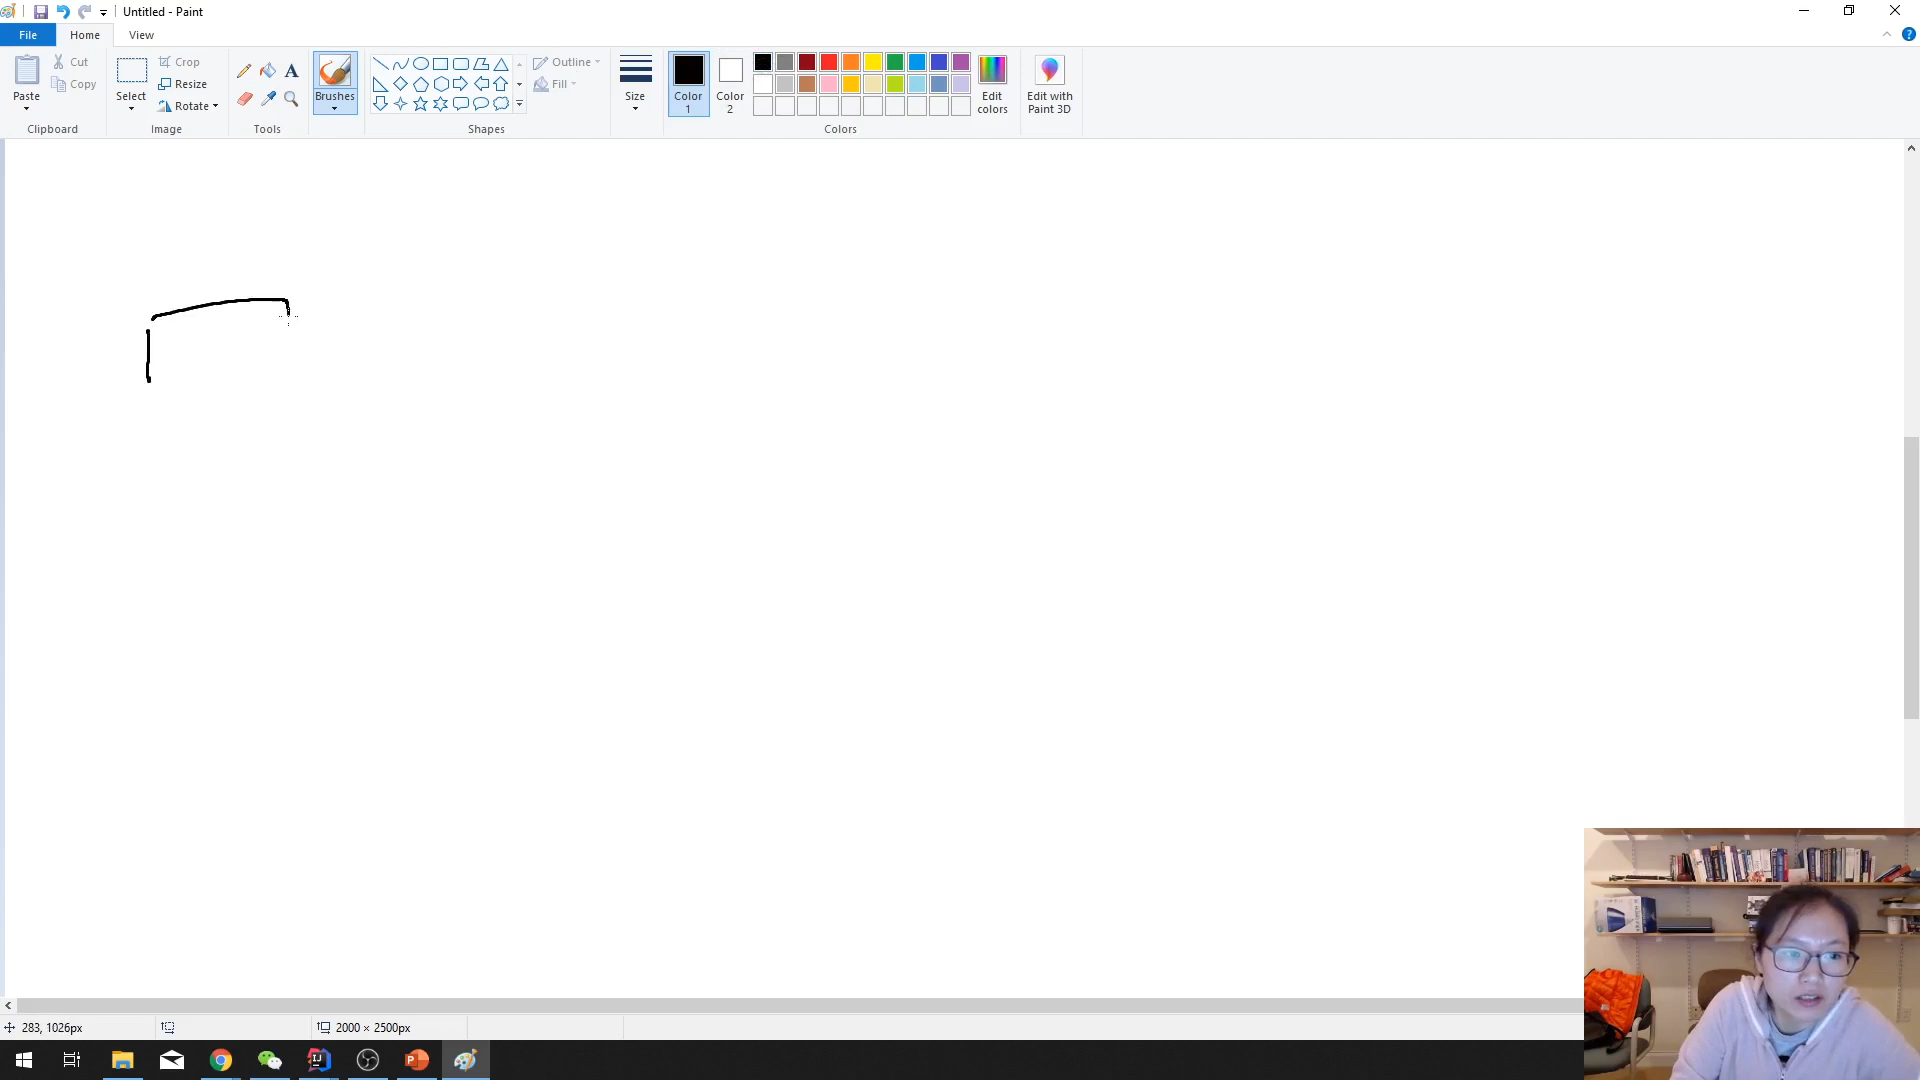 Untitled - Paint
File Home View
Paste Cut Copy
Clipboard
Select Crop Resize Rotate
Image
Tools
Brushes
Shapes
Outline
Fill
Size
Color 1
Color 2
Edit colors
Colors
Edit with Paint 3D
283, 1026px
2000 × 2500px